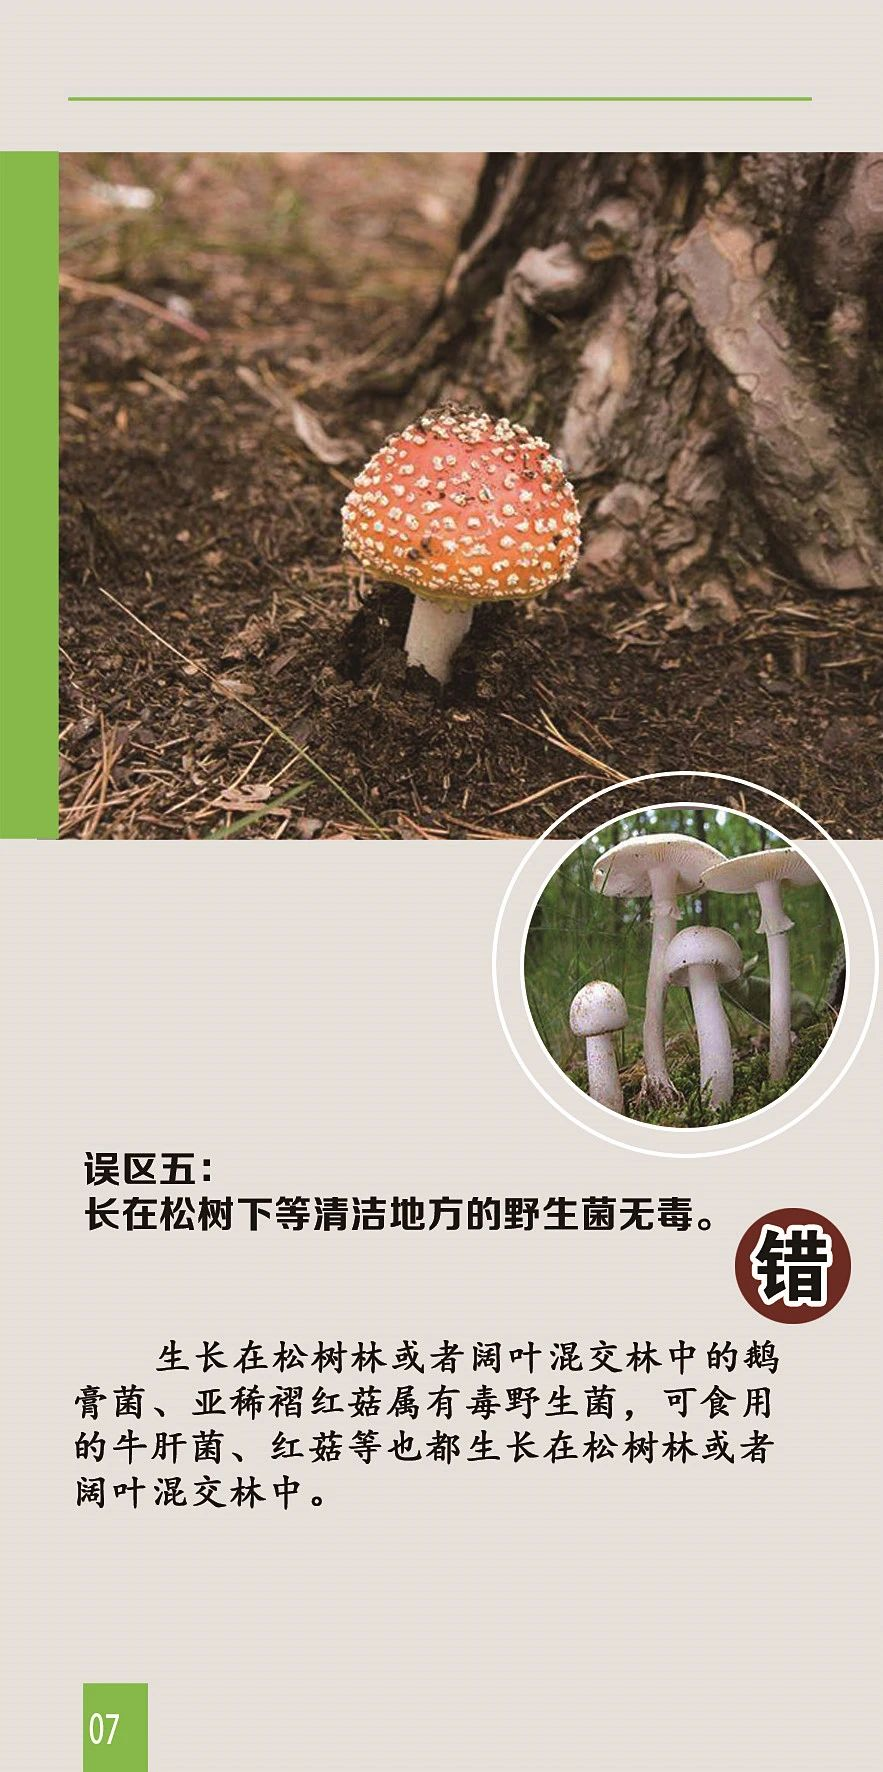 误区五：
长在松树下等清洁地方的野生菌无毒。
错
生长在松树林或者阔叶混交林中的鹅
膏菌、亚稀褶红菇属有毒野生菌，可食用
的牛肝菌、红菇等也都生长在松树林或者
阔叶混交林中。
07